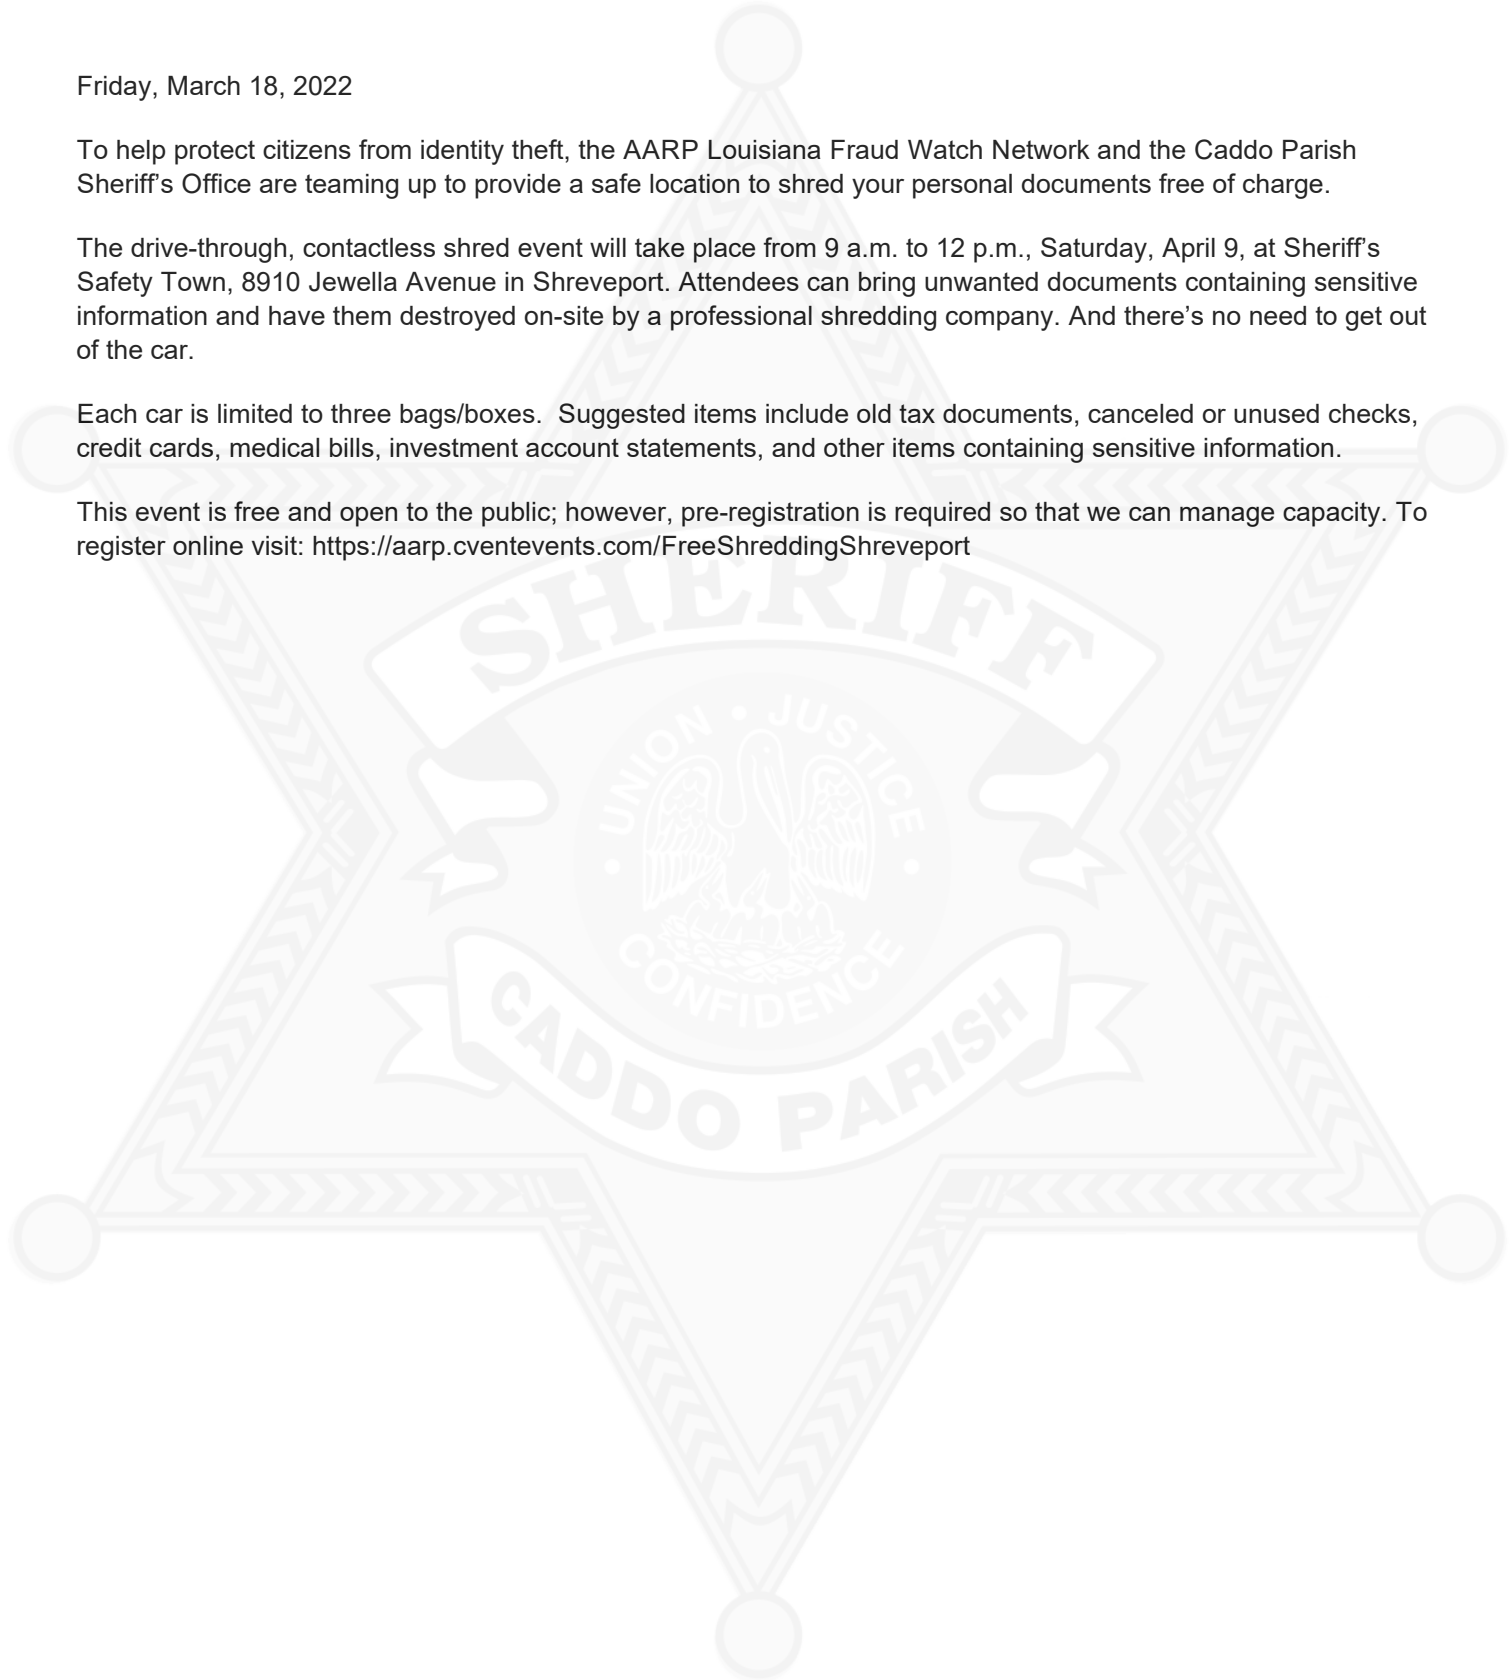 Friday, March 18, 2022
To help protect citizens from identity theft, the AARP Louisiana Fraud Watch Network and the Caddo Parish
Sheriff’s Office are teaming up to provide a safe location to shred your personal documents free of charge.
The drive-through, contactless shred event will take place from 9 a.m. to 12 p.m., Saturday, April 9, at Sheriff’s
Safety Town, 8910 Jewella Avenue in Shreveport. Attendees can bring unwanted documents containing sensitive
information and have them destroyed on-site by a professional shredding company. And there’s no need to get out
of the car.
Each car is limited to three bags/boxes.  Suggested items include old tax documents, canceled or unused checks,
credit cards, medical bills, investment account statements, and other items containing sensitive information.
This event is free and open to the public; however, pre-registration is required so that we can manage capacity. To
register online visit: https://aarp.cventevents.com/FreeShreddingShreveport
SHERIFF
UNION • JUSTICE
• CONFIDENCE •
CADDO PARISH